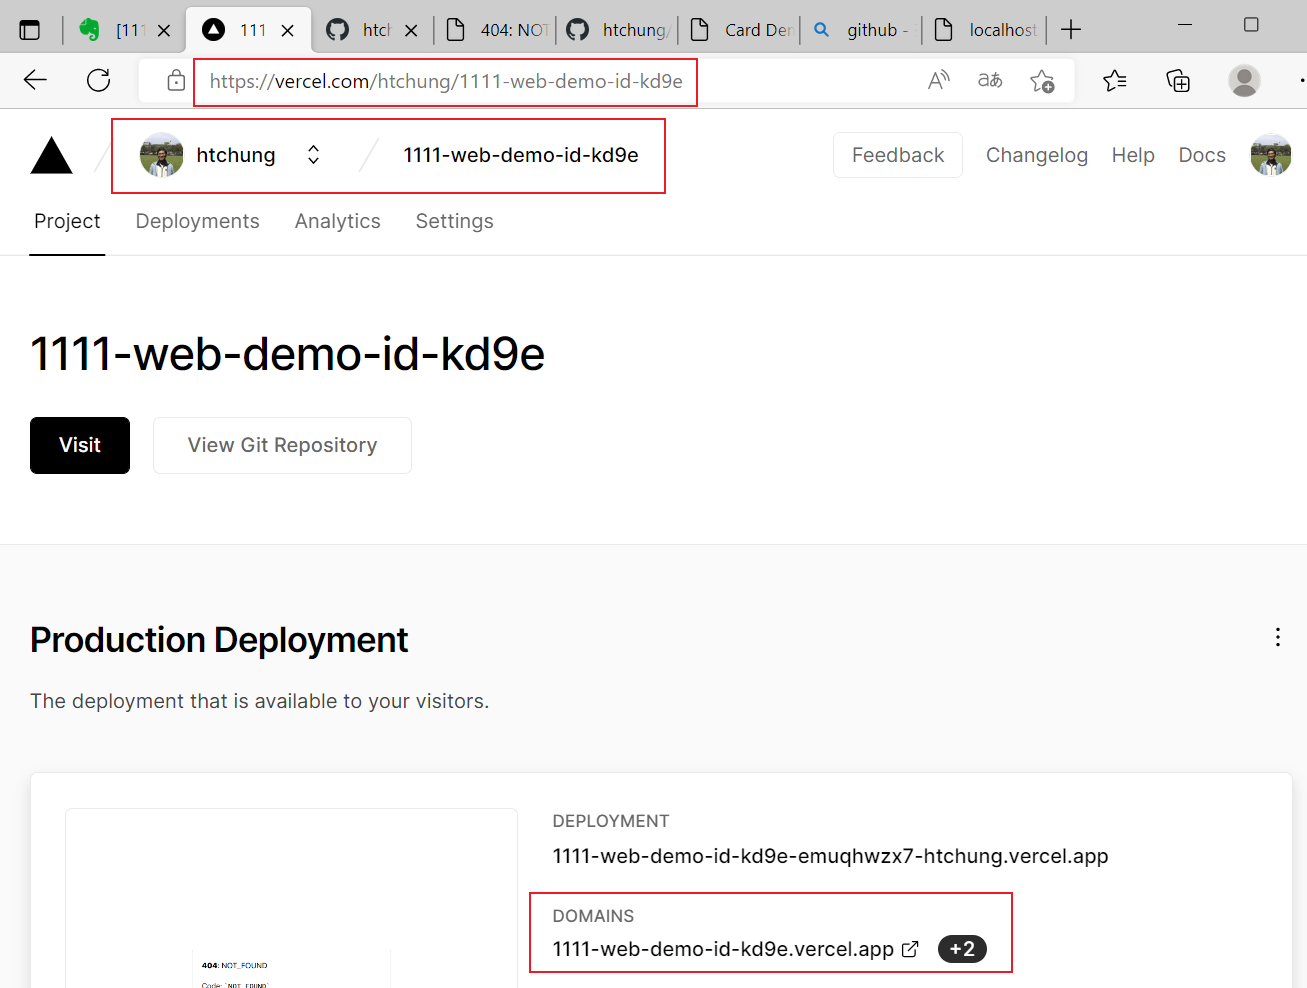 [111
111
htch
404: NOT
htchung/
Card Den
github -
localhost
https://vercel.com/htchung/1111-web-demo-id-kd9e
A あ
htchung
1111-web-demo-id-kd9e
Feedback
Changelog
Help
Docs
Project
Deployments
Analytics
Settings
1111-web-demo-id-kd9e
Visit
View Git Repository
Production Deployment
The deployment that is available to your visitors.
DEPLOYMENT
1111-web-demo-id-kd9e-emuqhwzx7-htchung.vercel.app
DOMAINS
1111-web-demo-id-kd9e.vercel.app +2
404: NOT_FOUND
Code: `NOT_FOUND`